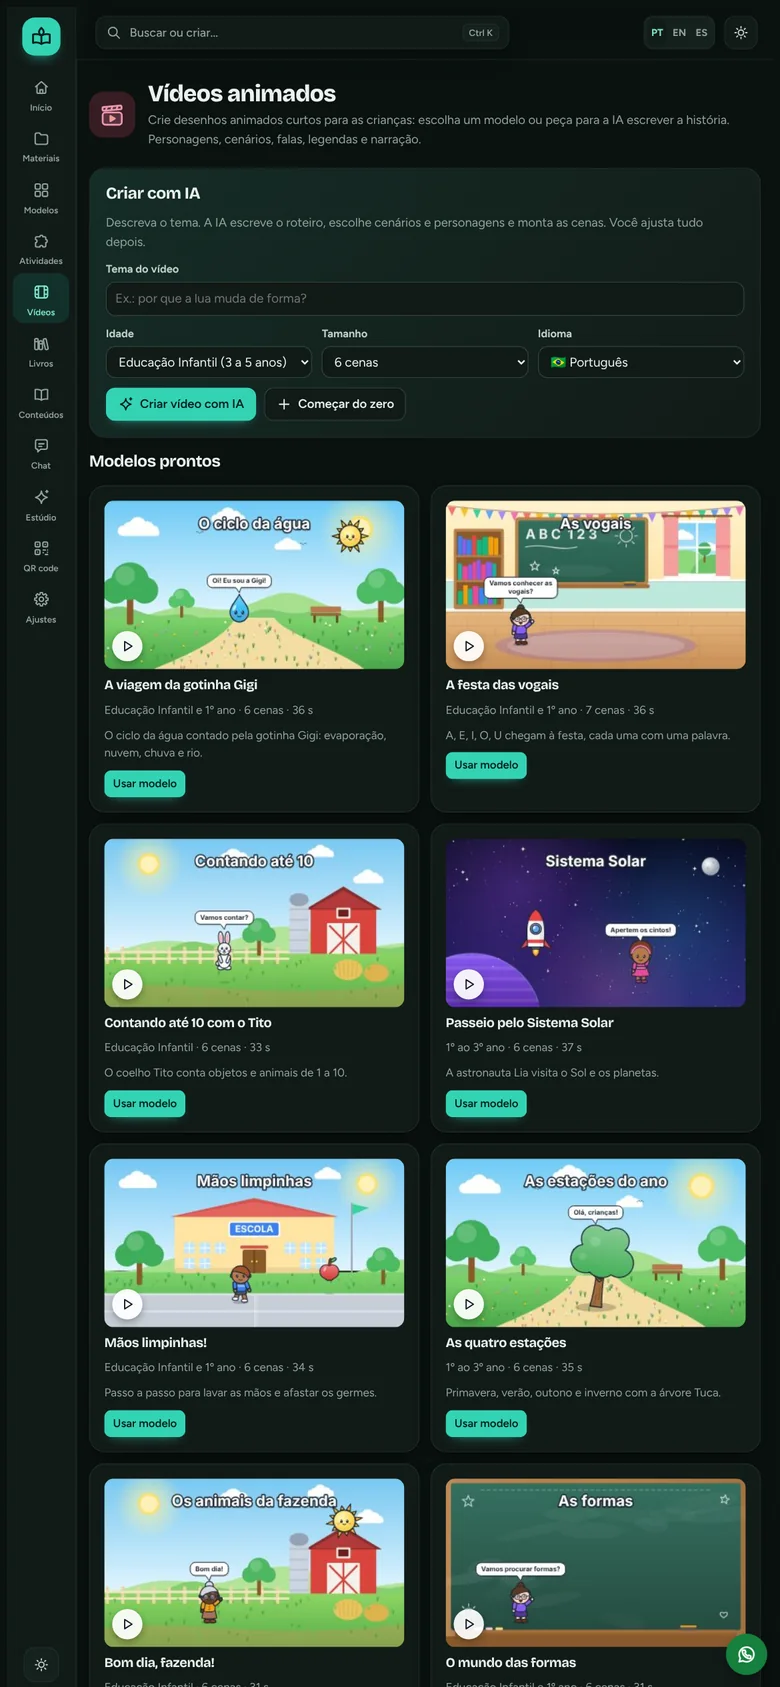 Buscar ou criar...
Ctrl K
PT EN ES
Início
Materiais
Modelos
Atividades
Vídeos
Livros
Conteúdos
Chat
Estúdio
QR code
Ajustes
Vídeos animados
Crie desenhos animados curtos para as crianças: escolha um modelo ou peça para a IA escrever a história.
Personagens, cenários, falas, legendas e narração.
Criar com IA
Descreva o tema. A IA escreve o roteiro, escolhe cenários e personagens e monta as cenas. Você ajusta tudo
depois.
Tema do vídeo
Ex.: por que a lua muda de forma?
Idade
Tamanho
Idioma
Educação Infantil (3 a 5 anos)
6 cenas
Português
Criar vídeo com IA
Começar do zero
Modelos prontos
O ciclo da água
Oi! Eu sou a Gigi!
A viagem da gotinha Gigi
Educação Infantil e 1º ano · 6 cenas · 36 s
O ciclo da água contado pela gotinha Gigi: evaporação,
nuvem, chuva e rio.
Usar modelo
As vogais
ABC 123
Vamos conhecer as
vogais?
A festa das vogais
Educação Infantil e 1º ano · 7 cenas · 36 s
A, E, I, O, U chegam à festa, cada uma com uma palavra.
Usar modelo
Contando até 10
Vamos contar?
Contando até 10 com o Tito
Educação Infantil · 6 cenas · 33 s
O coelho Tito conta objetos e animais de 1 a 10.
Usar modelo
Sistema Solar
Apertem os cintos!
Passeio pelo Sistema Solar
1º ao 3º ano · 6 cenas · 37 s
A astronauta Lia visita o Sol e os planetas.
Usar modelo
Mãos limpinhas
ESCOLA
Mãos limpinhas!
Educação Infantil e 1º ano · 6 cenas · 34 s
Passo a passo para lavar as mãos e afastar os germes.
Usar modelo
As estações do ano
Olá, crianças!
As quatro estações
1º ao 3º ano · 6 cenas · 35 s
Primavera, verão, outono e inverno com a árvore Tuca.
Usar modelo
Os animais da fazenda
Bom dia!
Bom dia, fazenda!
Educação Infantil · 6 cenas · 31 s
As formas
Vamos procurar formas?
O mundo das formas
Educação Infantil e 1º ano · 6 cenas · 31 s